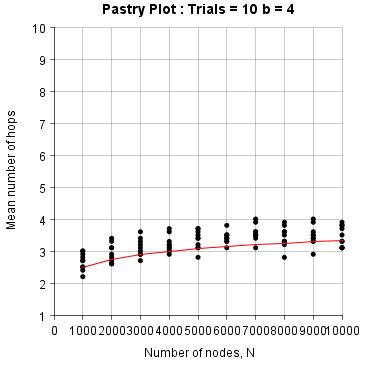 Pastry Plot : Trials = 10 b = 4
Mean number of hops
10
9
8
7
6
5
4
3
2
1
0 1000 2000 3000 4000 5000 6000 7000 8000 9000 10000
Number of nodes, N